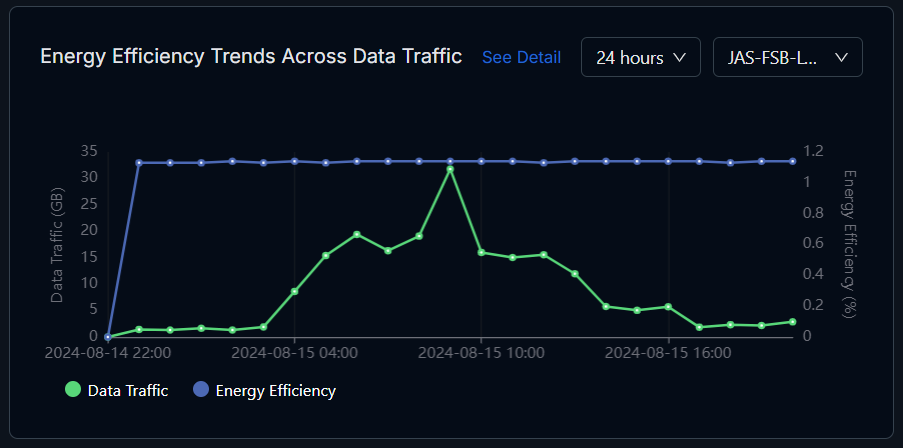 Energy Efficiency Trends Across Data Traffic See Detail 24 hours JAS-FSB-L...
35 1.2
30 1
25 0.8
20 0.6
15 0.4
10 0.2
5 0
0
Data Traffic (GB)
Energy Efficiency (%)
2024-08-14 22:00 2024-08-15 04:00 2024-08-15 10:00 2024-08-15 16:00
Data Traffic Energy Efficiency